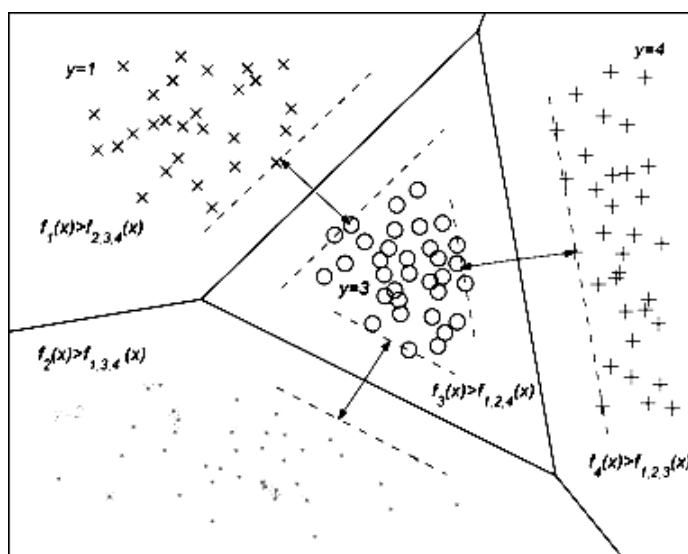 y=1
y=4
f1(x)>f2,3,4(x)
y=3
f2(x)>f1,3,4(x)
f3(x)>f1,2,4(x)
f4(x)>f1,2,3(x)